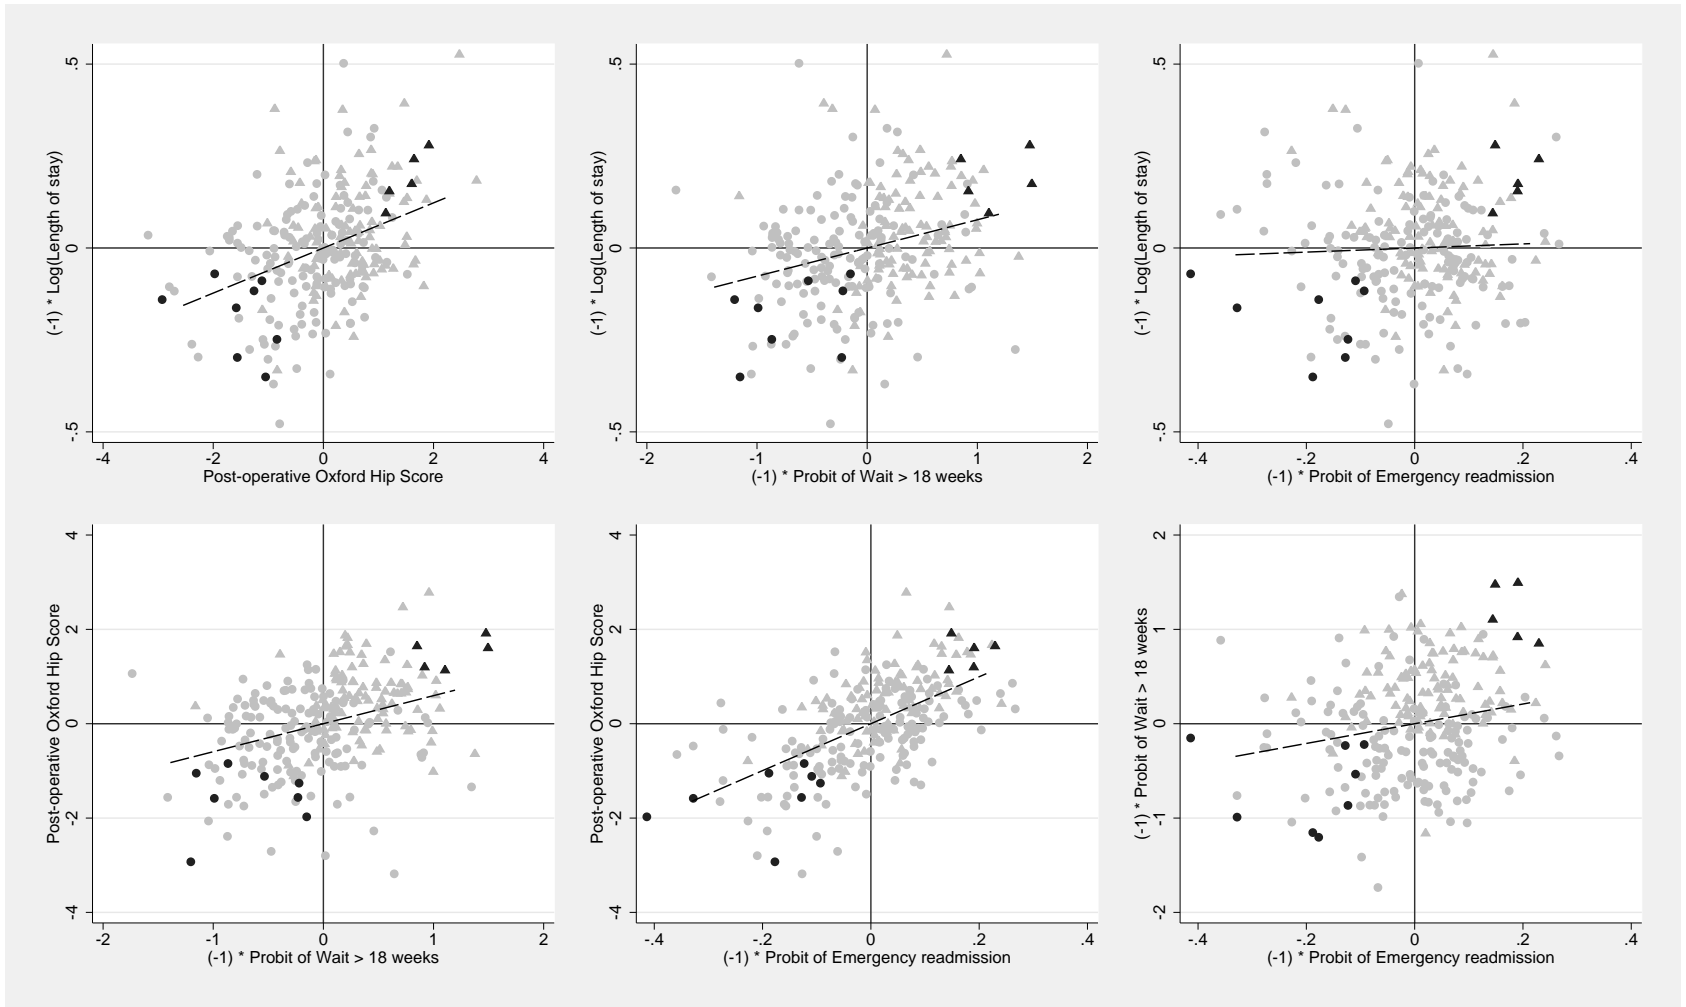 .5
0
-.5
(-1) * Log(Length of stay)
-4 -2 0 2 4
Post-operative Oxford Hip Score
.5
0
-.5
(-1) * Log(Length of stay)
-2 -1 0 1 2
(-1) * Probit of Wait > 18 weeks
.5
0
-.5
(-1) * Log(Length of stay)
-.4 -.2 0 .2 .4
(-1) * Probit of Emergency readmission
4
2
0
-2
-4
Post-operative Oxford Hip Score
-2 -1 0 1 2
(-1) * Probit of Wait > 18 weeks
4
2
0
-2
-4
Post-operative Oxford Hip Score
-.4 -.2 0 .2 .4
(-1) * Probit of Emergency readmission
2
1
0
-1
-2
(-1) * Probit of Wait > 18 weeks
-.4 -.2 0 .2 .4
(-1) * Probit of Emergency readmission